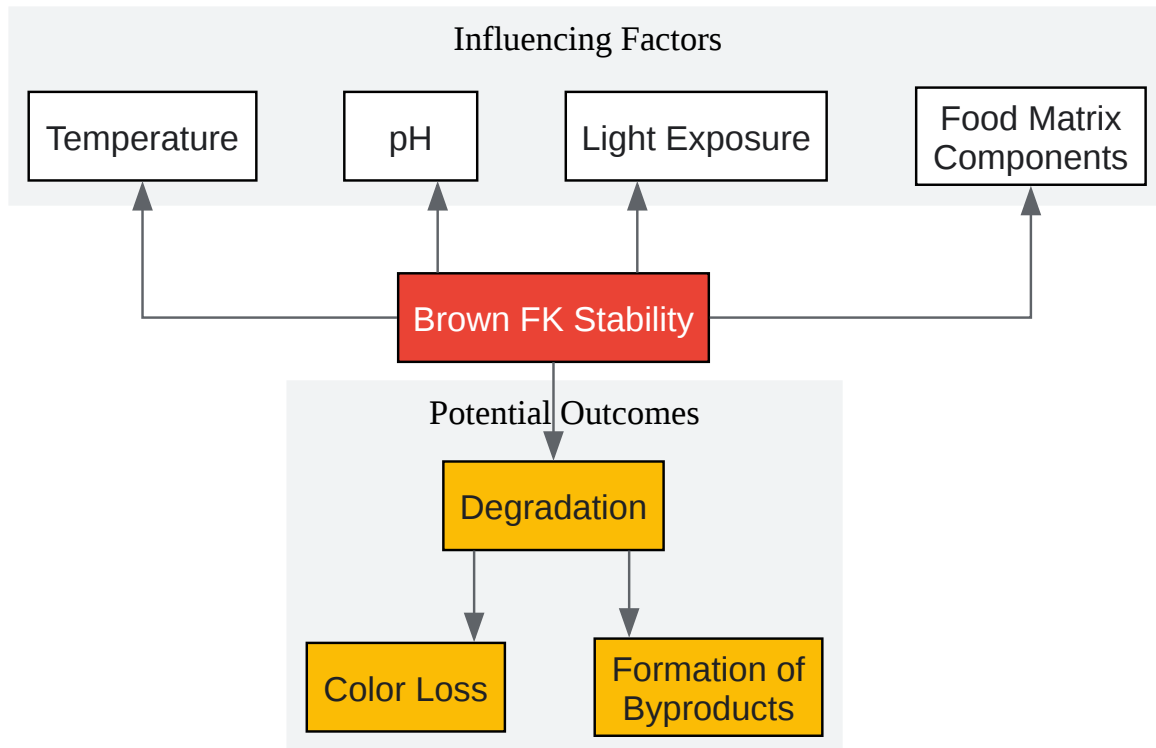 Influencing Factors
Temperature
pH
Light Exposure
Food Matrix
Components
Brown FK Stability
Potential Outcomes
Degradation
Color Loss
Formation of
Byproducts